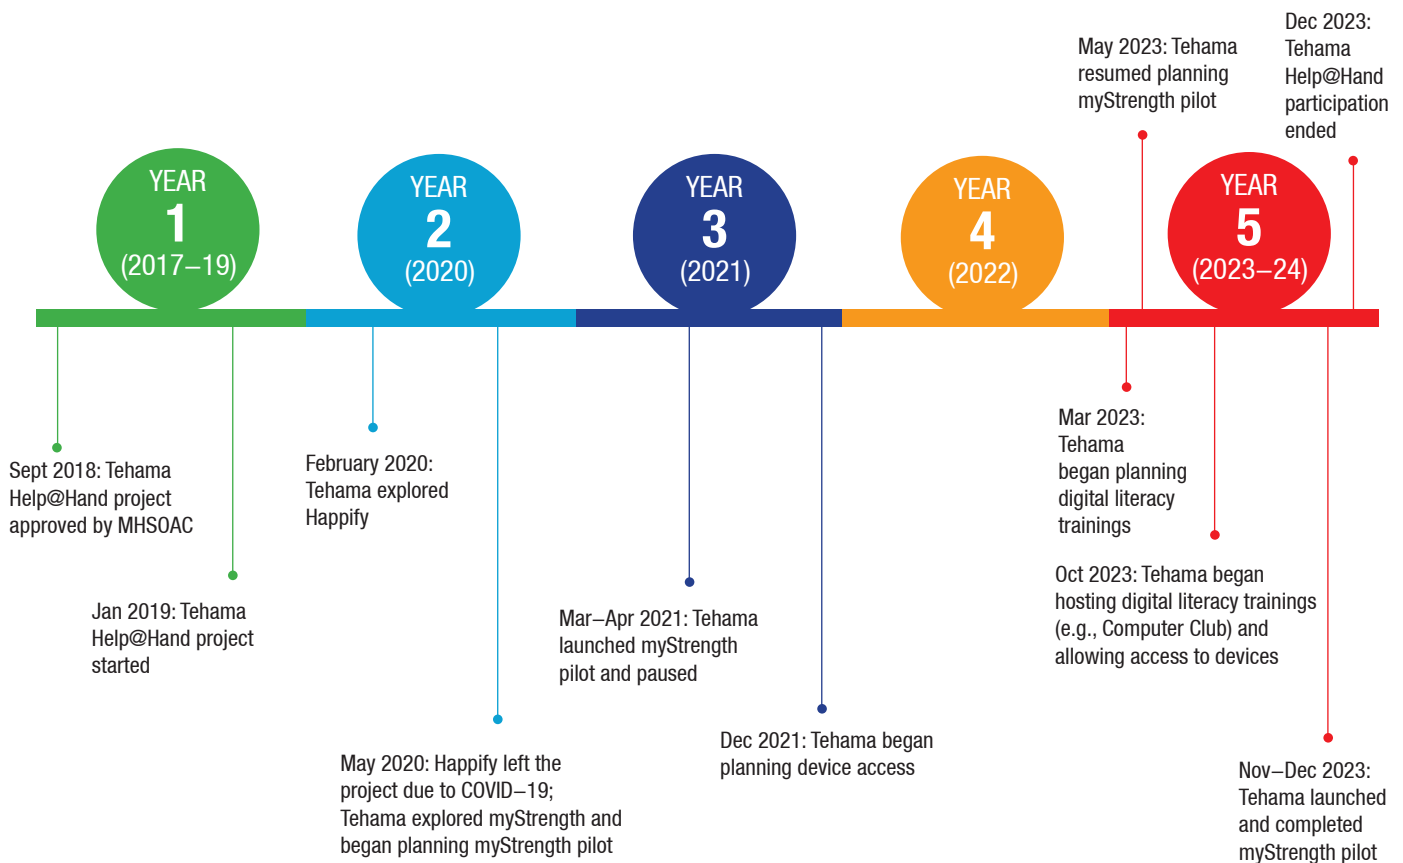 May 2023: Tehama
resumed planning
myStrength pilot
Dec 2023:
Tehama
Help@Hand
participation
ended
YEAR
1
(2017–19)
YEAR
2
(2020)
YEAR
3
(2021)
YEAR
4
(2022)
YEAR
5
(2023–24)
Sept 2018: Tehama
Help@Hand project
approved by MHSOAC
Jan 2019: Tehama
Help@Hand project
started
February 2020:
Tehama explored
Happify
May 2020: Happify left the
project due to COVID–19;
Tehama explored myStrength and
began planning myStrength pilot
Mar–Apr 2021: Tehama
launched myStrength
pilot and paused
Dec 2021: Tehama began
planning device access
Mar 2023:
Tehama
began planning
digital literacy
trainings
Oct 2023: Tehama began
hosting digital literacy trainings
(e.g., Computer Club) and
allowing access to devices
Nov–Dec 2023:
Tehama launched
and completed
myStrength pilot